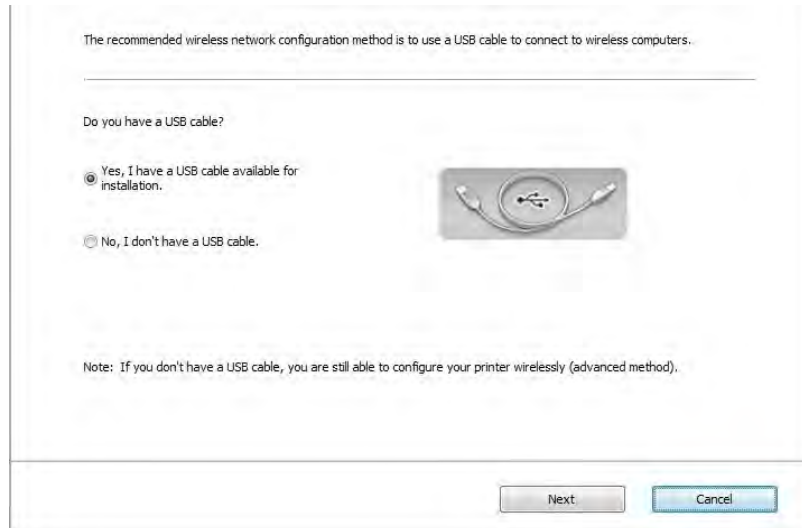 The recommended wireless network configuration method is to use a USB cable to connect to wireless computers.
Do you have a USB cable?
Yes, I have a USB cable available for
installation.
No, I don't have a USB cable.
Note: If you don't have a USB cable, you are still able to configure your printer wirelessly (advanced method).
Next
Cancel